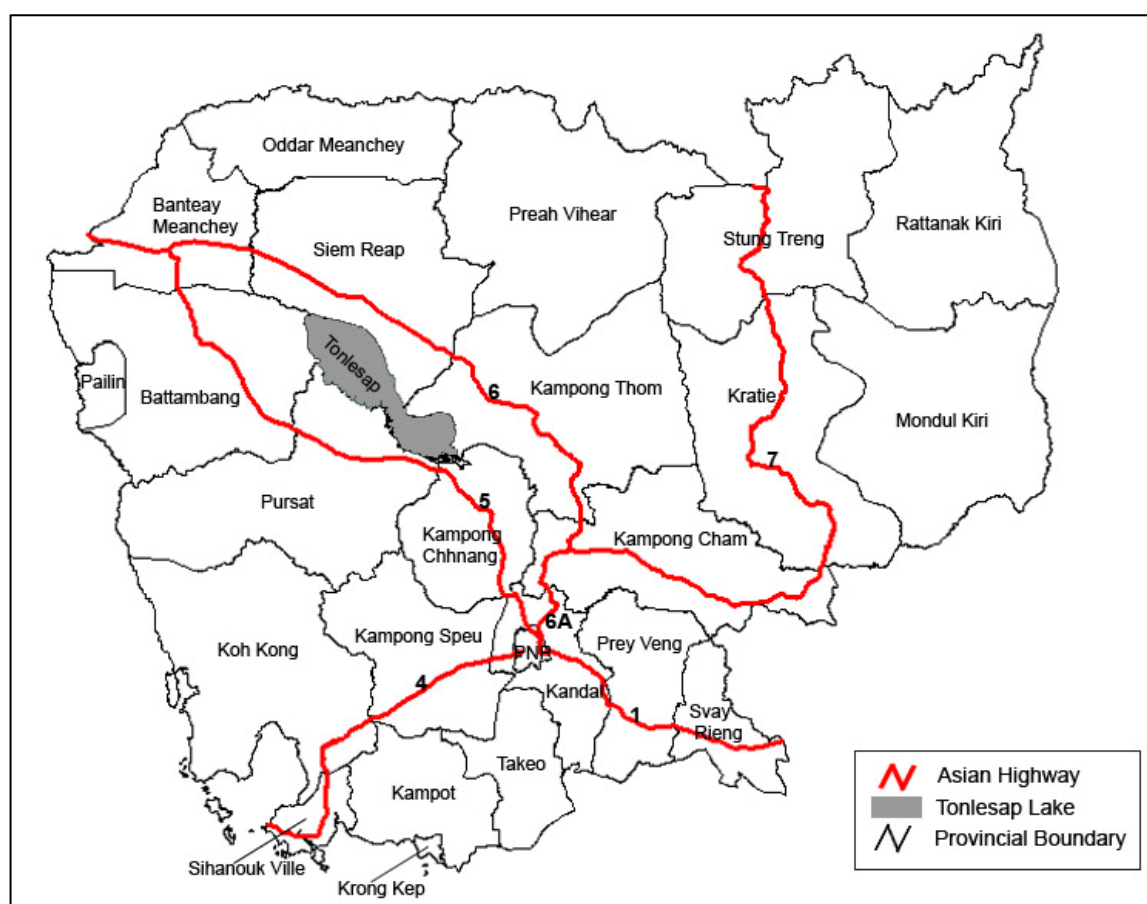 Oddar Meanchey
Banteay
Meanchey
Siem Reap
Preah Vihear
Stung Treng
Rattanak Kiri
Tonlesap
Pailin
Battambang
6
Kampong Thom
Kratie
Mondul Kiri
7
Pursat
5
Kampong
Chhnang
Kampong Cham
6A
Koh Kong
Kampong Speu
PNP
Prey Veng
4
Kandal
1
Svay
Rieng
Takeo
Kampot
Sihanouk Ville
Krong Kep
Asian Highway
Tonlesap Lake
Provincial Boundary